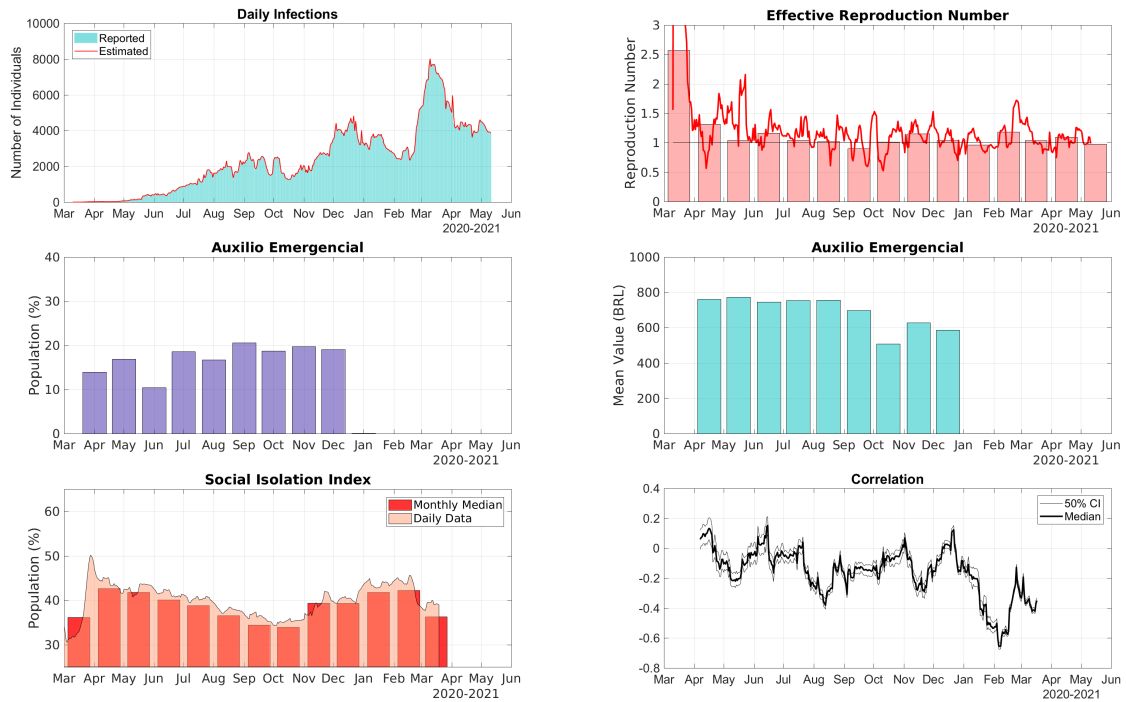 Daily Infections
Number of Individuals
10000
8000
6000
4000
2000
0
Reported
Estimated
Mar Apr May Jun Jul Aug Sep Oct Nov Dec Jan Feb Mar Apr May Jun
2020-2021
Effective Reproduction Number
Reproduction Number
3
2.5
2
1.5
1
0.5
0
Mar Apr May Jun Jul Aug Sep Oct Nov Dec Jan Feb Mar Apr May Jun
2020-2021
Auxilio Emergencial
Population (%)
40
30
20
10
0
Mar Apr May Jun Jul Aug Sep Oct Nov Dec Jan Feb Mar Apr May Jun
2020-2021
Auxilio Emergencial
Mean Value (BRL)
1000
800
600
400
200
0
Mar Apr May Jun Jul Aug Sep Oct Nov Dec Jan Feb Mar Apr May Jun
2020-2021
Social Isolation Index
Population (%)
60
50
40
30
Monthly Median
Daily Data
Mar Apr May Jun Jul Aug Sep Oct Nov Dec Jan Feb Mar Apr May Jun
2020-2021
Correlation
0.4
0.2
0
-0.2
-0.4
-0.6
-0.8
50% CI
Median
Mar Apr May Jun Jul Aug Sep Oct Nov Dec Jan Feb Mar Apr May Jun
2020-2021